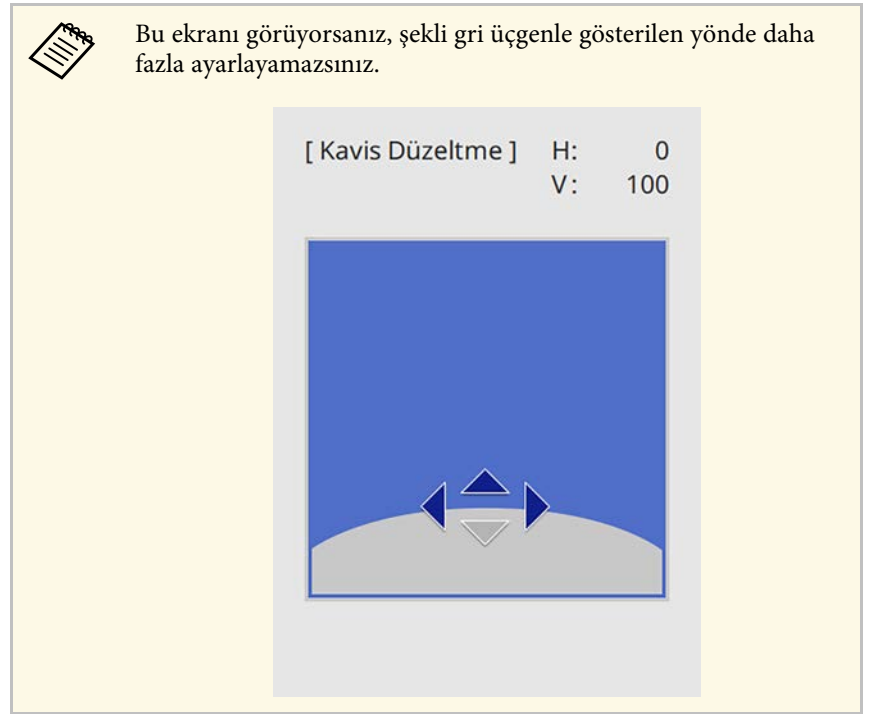 Bu ekranı görüyorsanız, şekli gri üçgenle gösterilen yönde daha
fazla ayarlayamazsınız.
[ Kavis Düzeltme ] H: 0
V: 100